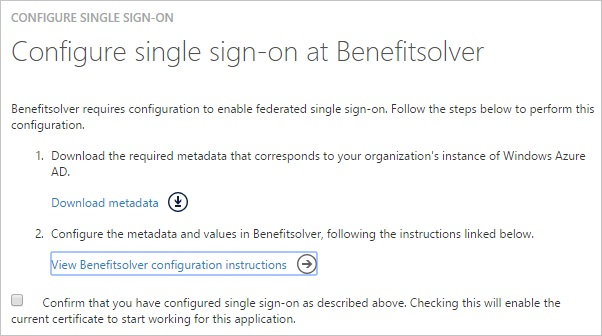 CONFIGURE SINGLE SIGN-ON
Configure single sign-on at Benefitsolver
Benefitsolver requires configuration to enable federated single sign-on. Follow the steps below to perform this
configuration.
1. Download the required metadata that corresponds to your organization's instance of Windows Azure
AD.
Download metadata
2. Configure the metadata and values in Benefitsolver, following the instructions linked below.
View Benefitsolver configuration instructions
Confirm that you have configured single sign-on as described above. Checking this will enable the
current certificate to start working for this application.